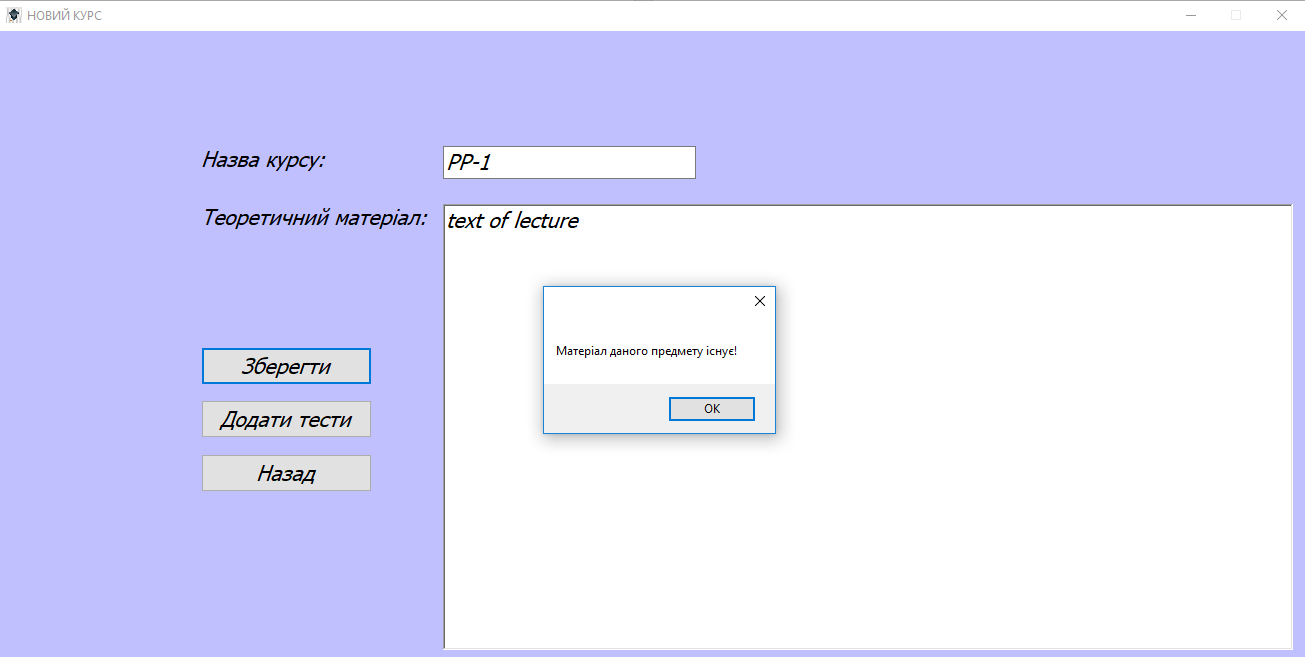 НОВИЙ КУРС
Назва курсу:
PP-1
Теоретичний матеріал:
text of lecture
Матеріал даного предмету існує!
OK
Зберегти
Додати тести
Назад